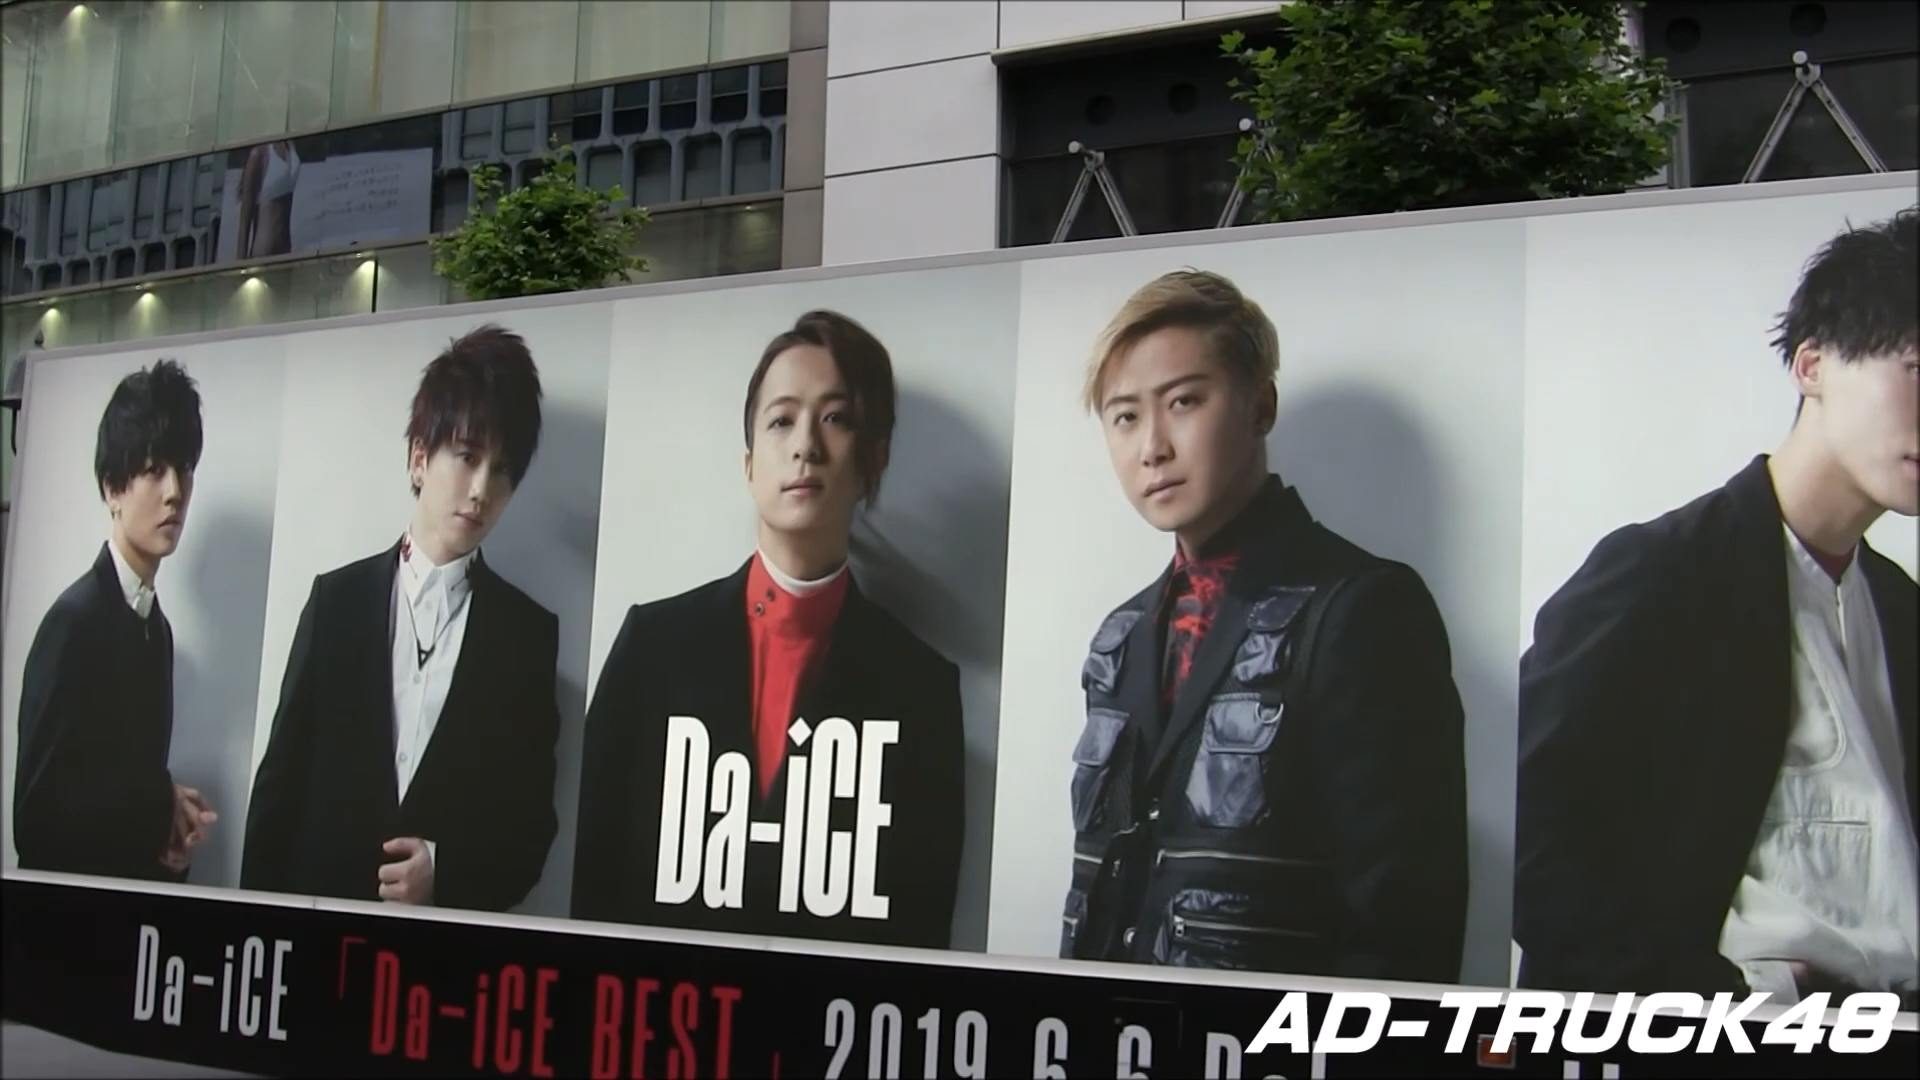 Da-iCE
Da-iCE 「Da-iCE BEST」 2019.6.6
AD-TRUCK48